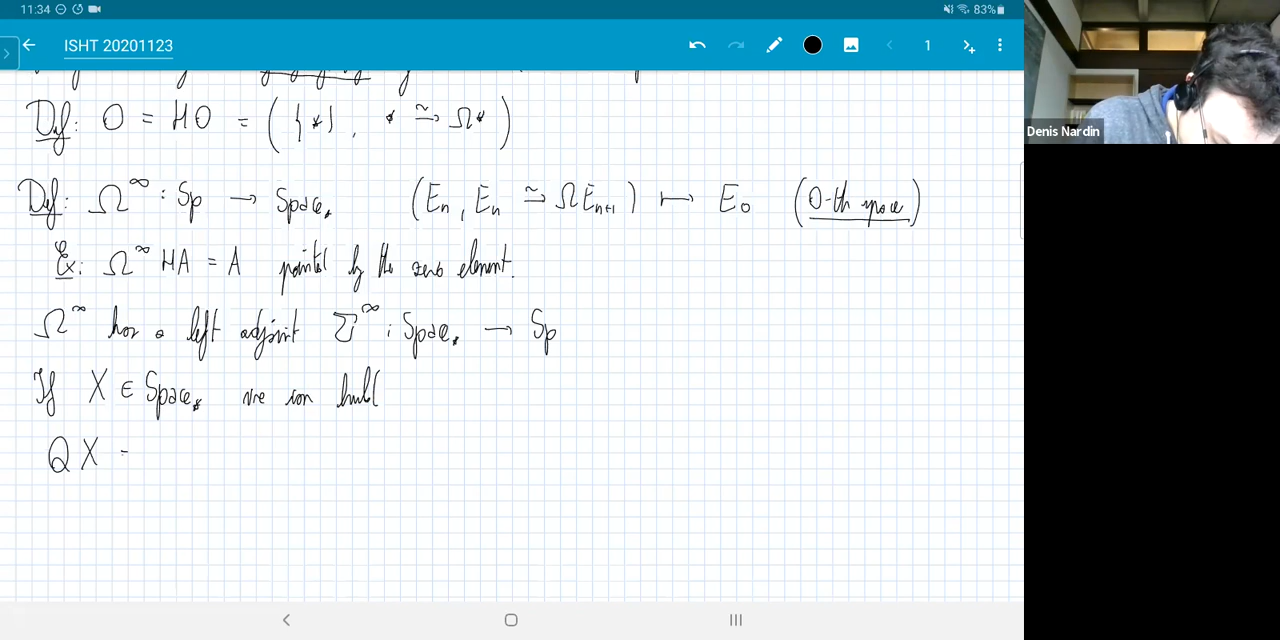 11:34 83%
ISHT 20201123
1
Def: 0 = H0 = ( {*}, * ≃→ Ω* )
Def: Ω^∞ : Sp → Space_* (E_n, E_n ≃→ ΩE_{n+1}) ↦ E_0 (0-th space)
Ex: Ω^∞ HA = A pointed by the zero element.
Ω^∞ has a left adjoint Σ^∞ : Space_* → Sp
If X ∈ Space_* we can build
QX =
Denis Nardin